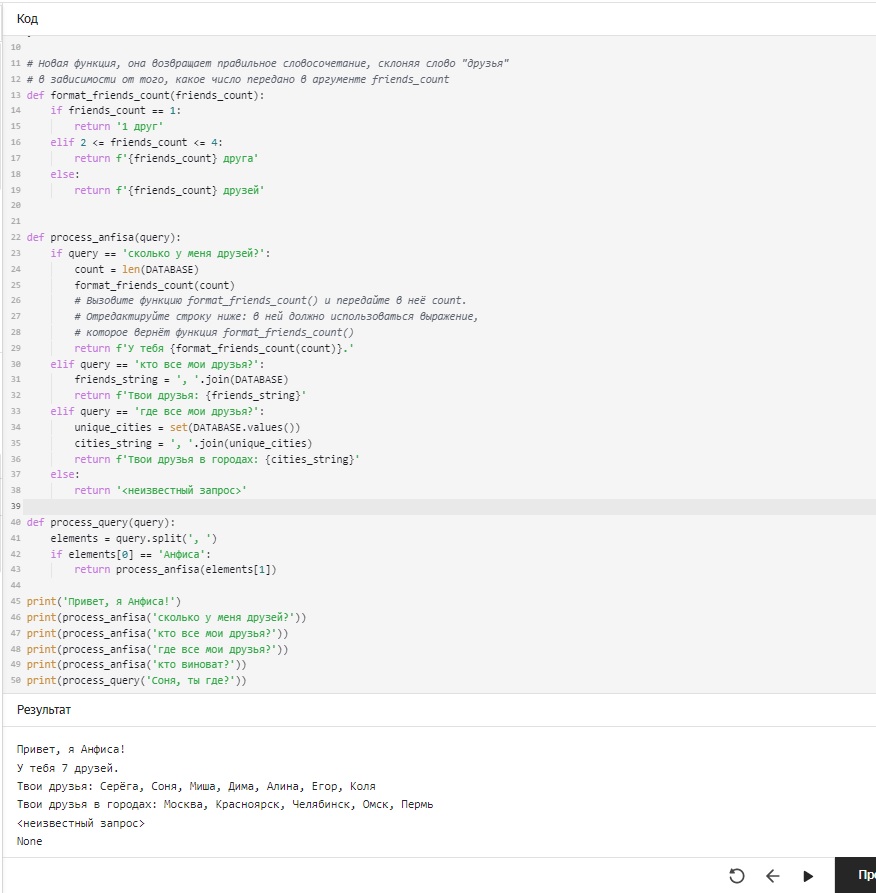 Код
10
11 # Новая функция, она возвращает правильное словосочетание, склоняя слово "друзья"
12 # в зависимости от того, какое число передано в аргументе friends_count
13 def format_friends_count(friends_count):
14     if friends_count == 1:
15         return '1 друг'
16     elif 2 <= friends_count <= 4:
17         return f'{friends_count} друга'
18     else:
19         return f'{friends_count} друзей'
20
21
22 def process_anfisa(query):
23     if query == 'сколько у меня друзей?':
24         count = len(DATABASE)
25         format_friends_count(count)
26         # Вызовите функцию format_friends_count() и передайте в неё count.
27         # Отредактируйте строку ниже: в ней должно использоваться выражение,
28         # которое вернёт функция format_friends_count()
29         return f'У тебя {format_friends_count(count)}.'
30     elif query == 'кто все мои друзья?':
31         friends_string = ', '.join(DATABASE)
32         return f'Твои друзья: {friends_string}'
33     elif query == 'где все мои друзья?':
34         unique_cities = set(DATABASE.values())
35         cities_string = ', '.join(unique_cities)
36         return f'Твои друзья в городах: {cities_string}'
37     else:
38         return '<неизвестный запрос>'
39
40 def process_query(query):
41     elements = query.split(', ')
42     if elements[0] == 'Анфиса':
43         return process_anfisa(elements[1])
44
45 print('Привет, я Анфиса!')
46 print(process_anfisa('сколько у меня друзей?'))
47 print(process_anfisa('кто все мои друзья?'))
48 print(process_anfisa('где все мои друзья?'))
49 print(process_anfisa('кто виноват?'))
50 print(process_query('Соня, ты где?'))
Результат
Привет, я Анфиса!
У тебя 7 друзей.
Твои друзья: Серёга, Соня, Миша, Дима, Алина, Егор, Коля
Твои друзья в городах: Москва, Красноярск, Челябинск, Омск, Пермь
<неизвестный запрос>
None